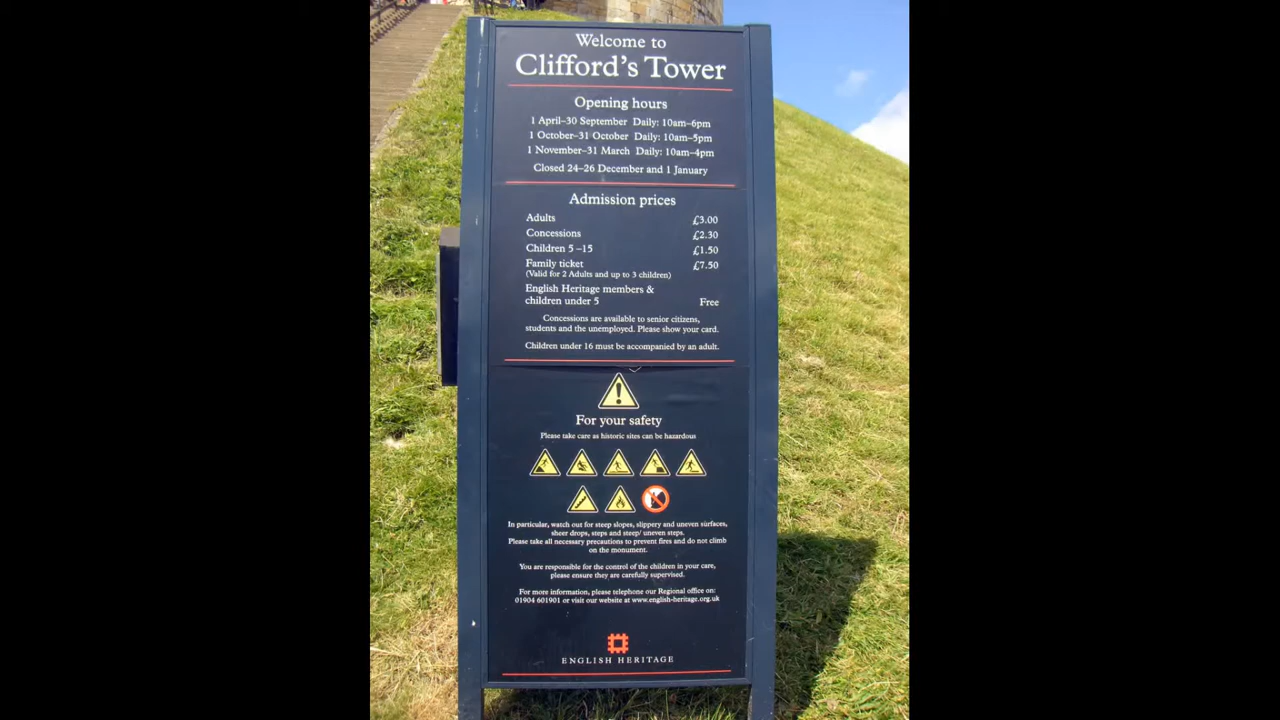 Welcome to
Clifford's Tower
Opening hours
1 April–30 September Daily: 10am–6pm
1 October–31 October Daily: 10am–5pm
1 November–31 March Daily: 10am–4pm
Closed 24–26 December and 1 January
Admission prices
Adults £3.00
Concessions £2.30
Children 5 –15 £1.50
Family ticket £7.50
(Valid for 2 Adults and up to 3 children)
English Heritage members &
children under 5 Free
Concessions are available to senior citizens,
students and the unemployed. Please show your card.
Children under 16 must be accompanied by an adult.
For your safety
Please take care as historic sites can be hazardous
In particular, watch out for steep slopes, slippery and uneven surfaces,
sheer drops, steps and steep/ uneven steps.
Please take all necessary precautions to prevent fires and do not climb
on the monument.
You are responsible for the control of the children in your care,
please ensure they are carefully supervised.
For more information, please telephone our Regional office on:
01904 601901 or visit our website at www.english-heritage.org.uk
ENGLISH HERITAGE